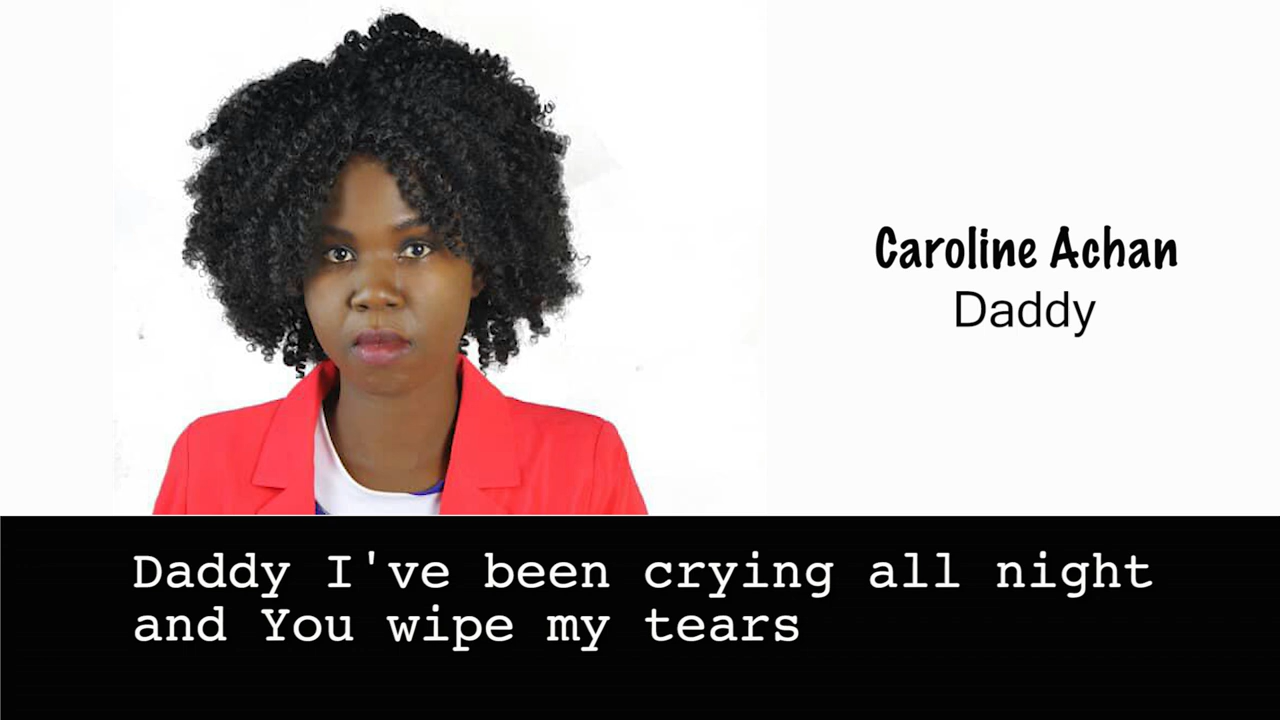 Caroline Achan
Daddy
Daddy I've been crying all night
and You wipe my tears